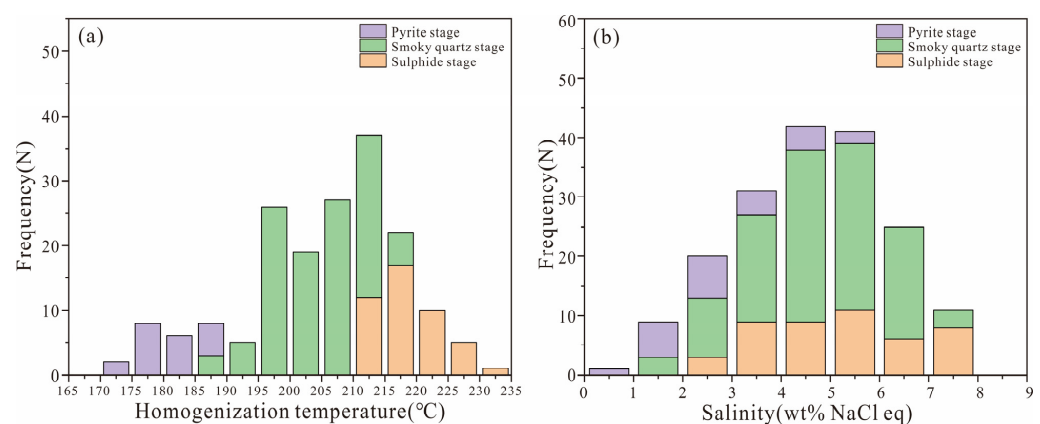 (a)
Pyrite stage
Smoky quartz stage
Sulphide stage
Frequency(N)
50
40
30
20
10
0
165 170 175 180 185 190 195 200 205 210 215 220 225 230 235
Homogenization temperature(℃)
(b)
Pyrite stage
Smoky quartz stage
Sulphide stage
Frequency(N)
60
50
40
30
20
10
0
0 1 2 3 4 5 6 7 8 9
Salinity(wt% NaCl eq)